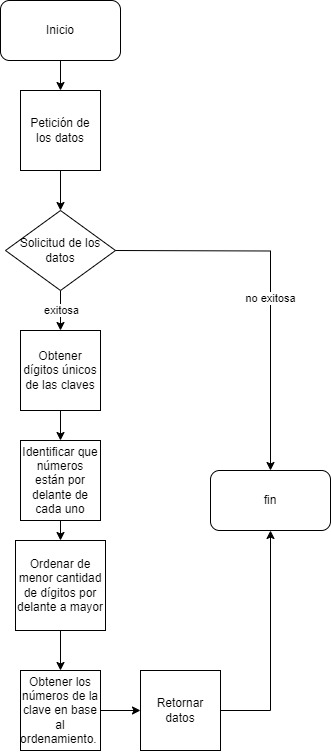 Inicio
Petición de
los datos
Solicitud de los
datos
no exitosa
exitosa
Obtener
dígitos únicos
de las claves
Identificar que
números
están por
delante de
cada uno
fin
Ordenar de
menor cantidad
de dígitos por
delante a mayor
Obtener los
números de la
clave en base
al
ordenamiento.
Retornar
datos